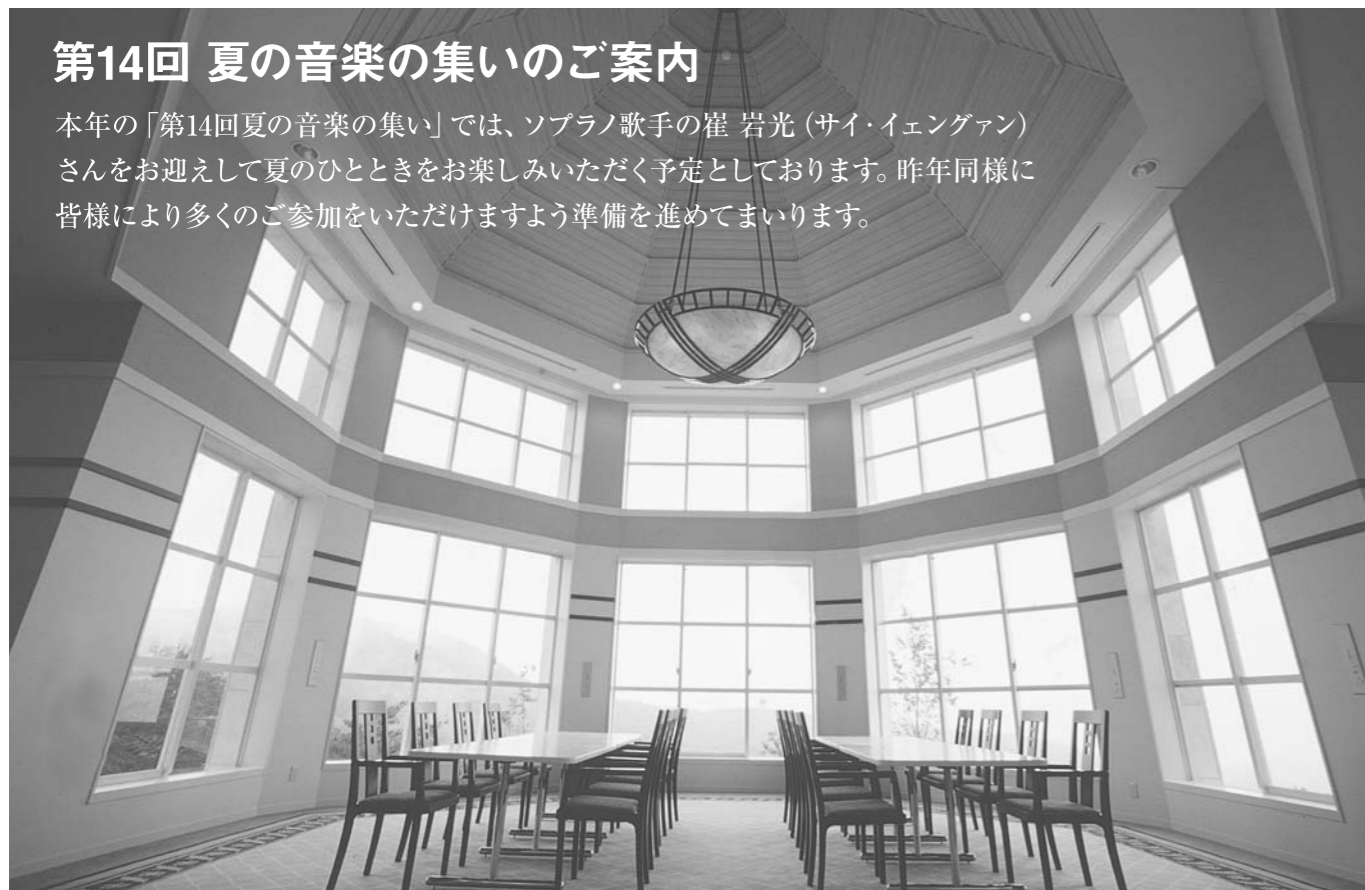 第14回 夏の音楽の集いのご案内
本年の「第14回夏の音楽の集い」では、ソプラノ歌手の崔 岩光（サイ・イェングァン）
さんをお迎えして夏のひとときをお楽しみいただく予定としております。昨年同様に
皆様により多くのご参加をいただけますよう準備を進めてまいります。